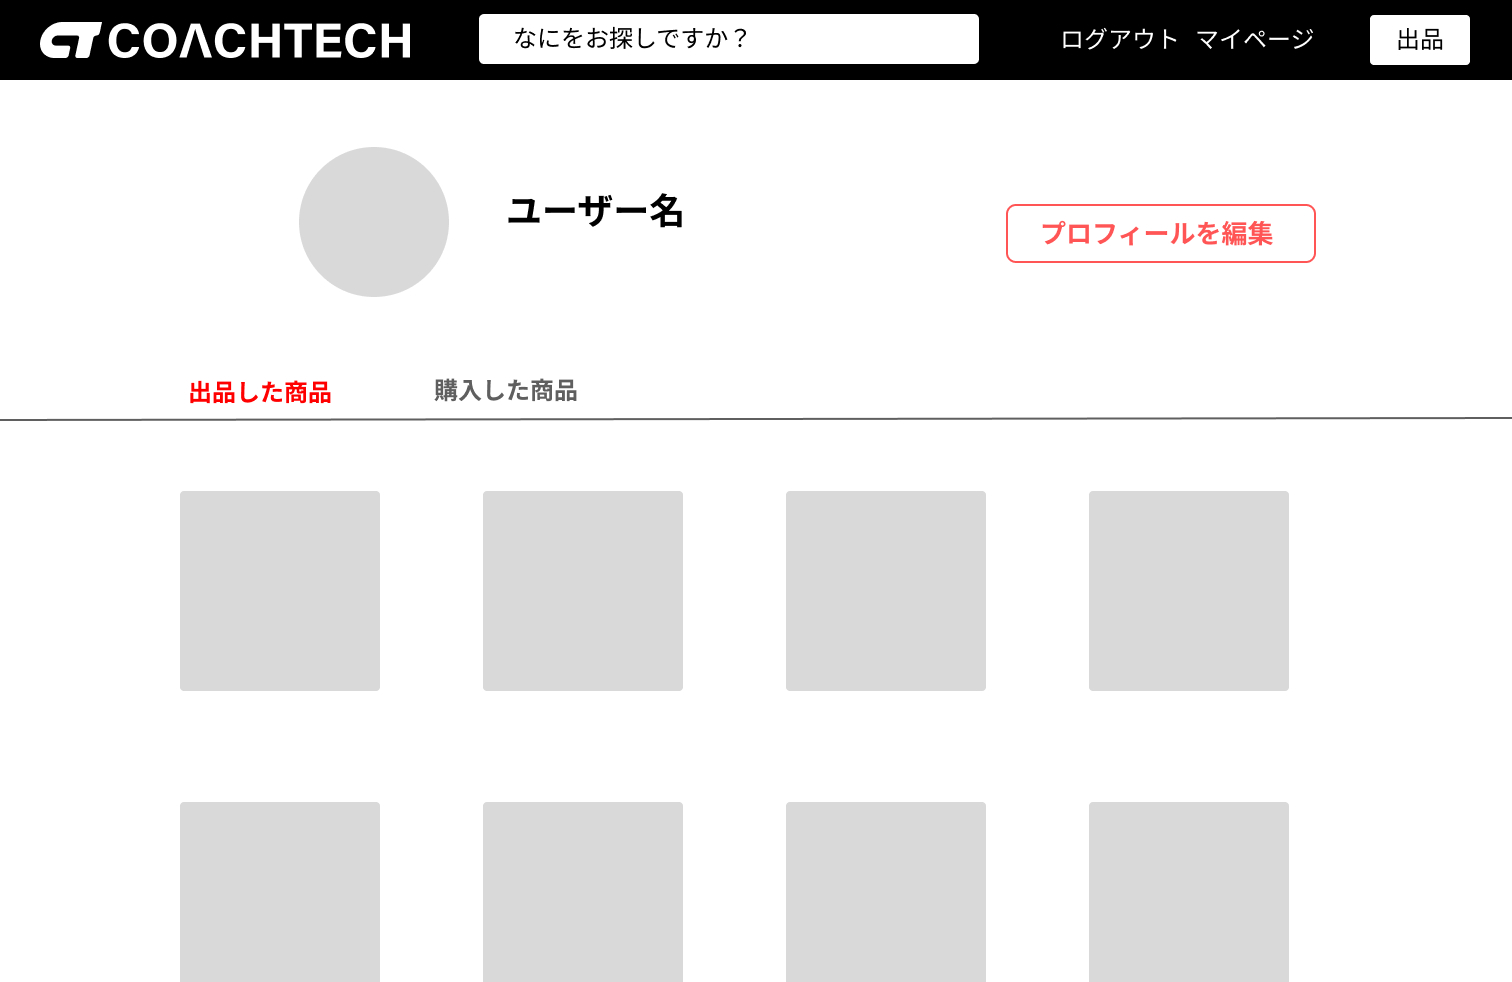 COACHTECH
なにをお探しですか？
ログアウト
マイページ
出品
ユーザー名
プロフィールを編集
出品した商品
購入した商品